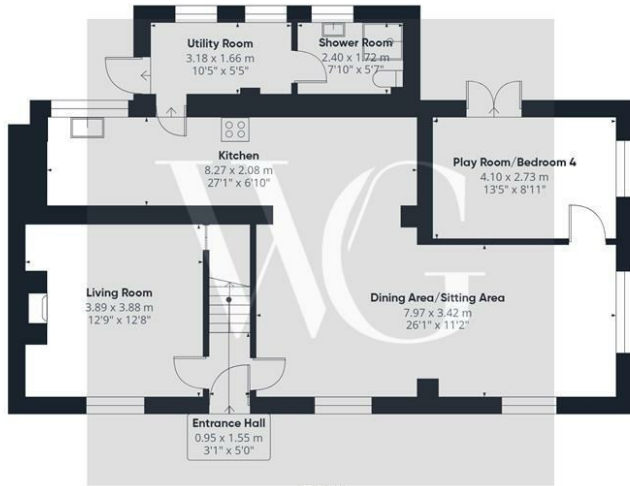 Utility Room
3.18 x 1.66 m
10'5" x 5'5"
Shower Room
2.40 x 1.72 m
7'10" x 5'7"
Kitchen
8.27 x 2.08 m
27'1" x 6'10"
Play Room/Bedroom 4
4.10 x 2.73 m
13'5" x 8'11"
Living Room
3.89 x 3.88 m
12'9" x 12'8"
Dining Area/Sitting Area
7.97 x 3.42 m
26'1" x 11'2"
Entrance Hall
0.95 x 1.55 m
3'1" x 5'0"
WG